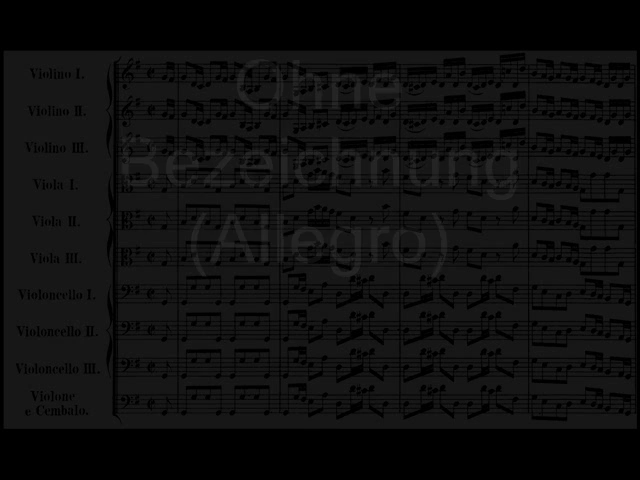 Ohne
Bezeichnung
(Allegro)
Violino I.
Violino II.
Violino III.
Viola I.
Viola II.
Viola III.
Violoncello I.
Violoncello II.
Violoncello III.
Violone
e Cembalo.